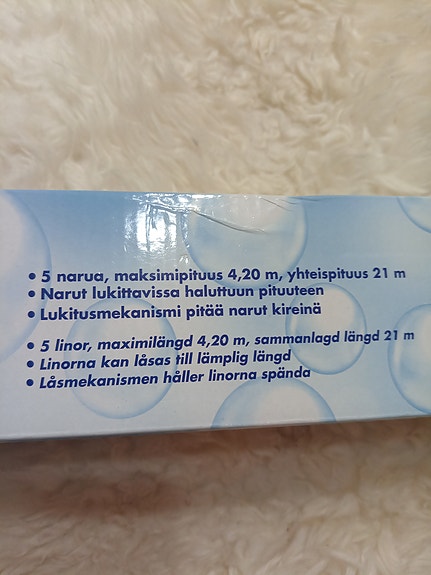 • 5 narua, maksimipituus 4,20 m, yhteispituus 21 m
• Narut lukittavissa haluttuun pituuteen
• Lukitusmekanismi pitää narut kireinä
• 5 linor, maximilängd 4,20 m, sammanlagd längd 21 m
• Linorna kan låsas till lämplig längd
• Låsmekanismen håller linorna spända